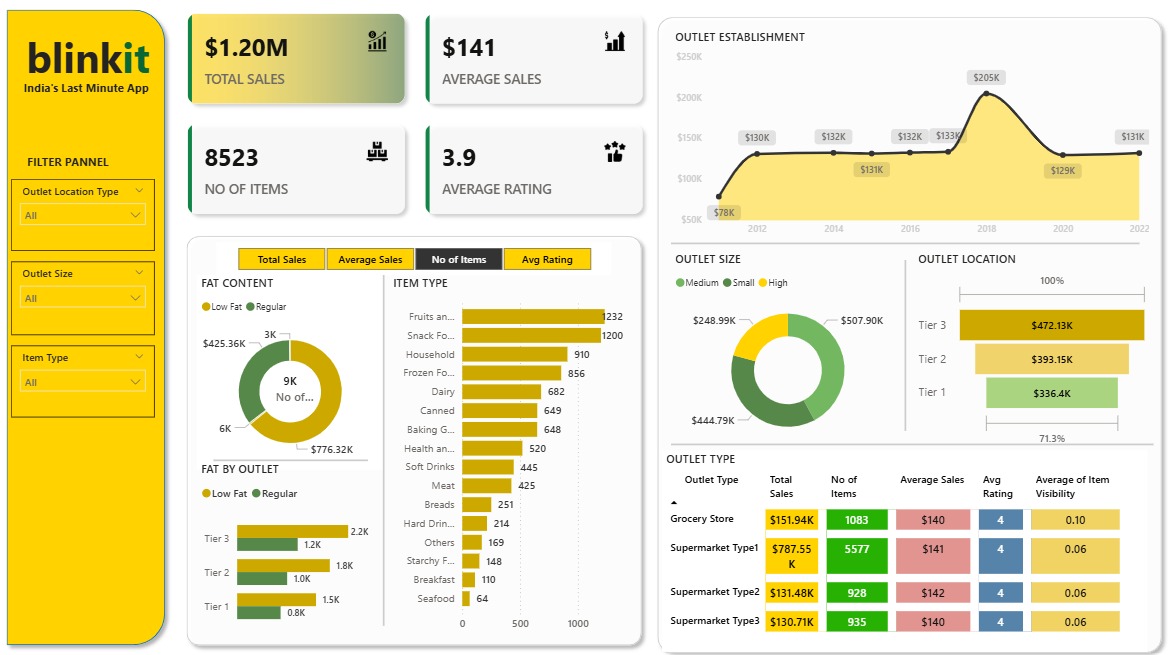 blinkit
India's Last Minute App
FILTER PANNEL
Outlet Location Type
All
Outlet Size
All
Item Type
All
$1.20M
TOTAL SALES
$141
AVERAGE SALES
8523
NO OF ITEMS
3.9
AVERAGE RATING
Total Sales
Average Sales
No of Items
Avg Rating
FAT CONTENT
Low Fat Regular
3K
$425.36K
9K
No of...
6K
$776.32K
FAT BY OUTLET
Low Fat Regular
Tier 3 2.2K
1.2K
Tier 2 1.8K
1.0K
Tier 1 1.5K
0.8K
ITEM TYPE
Fruits an... 1232
Snack Fo... 1200
Household 910
Frozen Fo... 856
Dairy 682
Canned 649
Baking G... 648
Health an... 520
Soft Drinks 445
Meat 425
Breads 251
Hard Drin... 214
Others 169
Starchy F... 148
Breakfast 110
Seafood 64
0 500 1000
OUTLET ESTABLISHMENT
$250K
$200K
$150K
$100K
$50K
$78K
$130K
$132K
$131K
$132K
$133K
$205K
$129K
$131K
2012 2014 2016 2018 2020 2022
OUTLET SIZE
Medium Small High
$248.99K
$507.90K
$444.79K
OUTLET LOCATION
100%
Tier 3 $472.13K
Tier 2 $393.15K
Tier 1 $336.4K
71.3%
OUTLET TYPE
Outlet Type Total Sales No of Items Average Sales Avg Rating Average of Item Visibility
Grocery Store $151.94K 1083 $140 4 0.10
Supermarket Type1 $787.55K 5577 $141 4 0.06
Supermarket Type2 $131.48K 928 $142 4 0.06
Supermarket Type3 $130.71K 935 $140 4 0.06